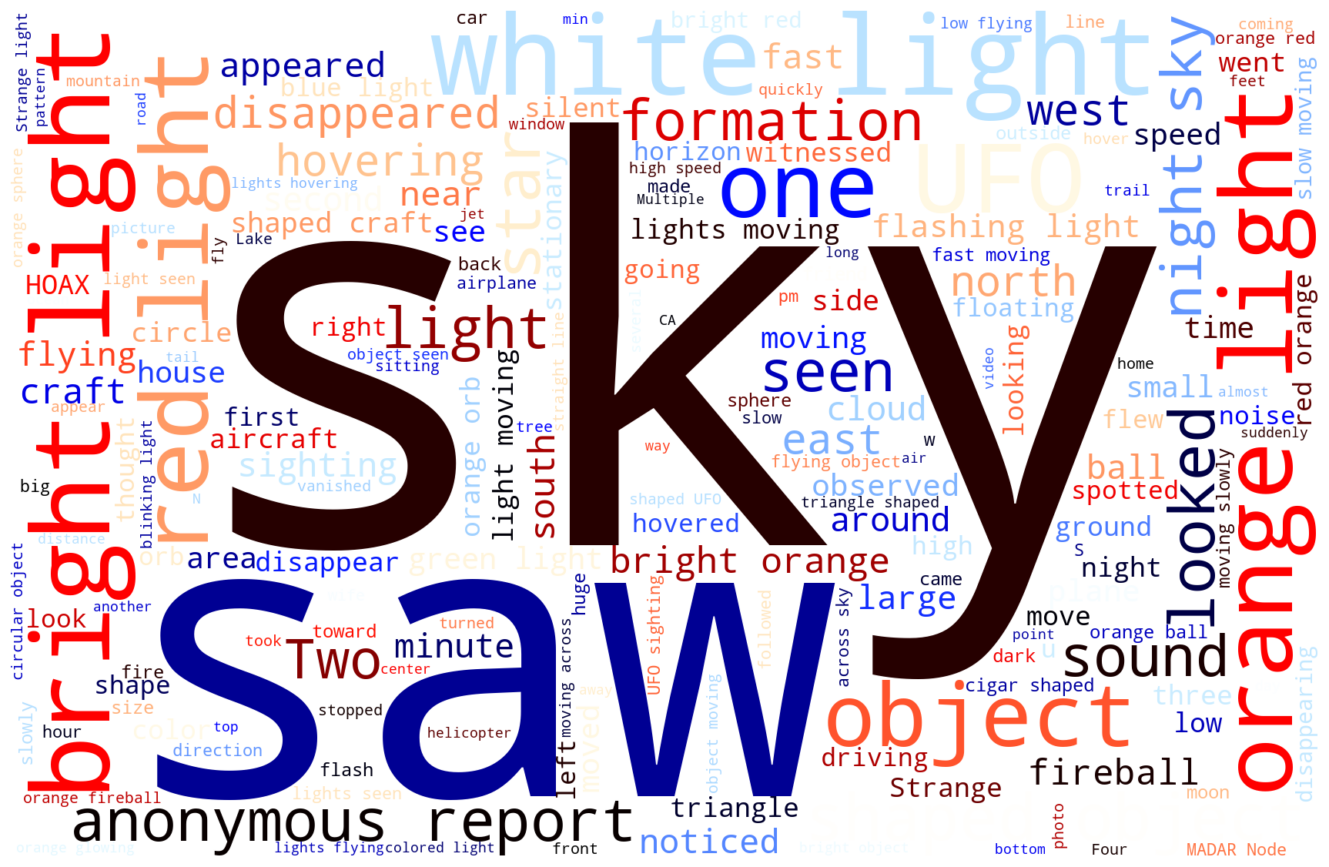 Strange light
pattern
mountain
road
appeared
blue light
disappeared
car
white light
bright red
fast
quickly
low flying
min
line
coming
orange red
went
feet
night sky
slow moving
west
speed
outside
hover
silent
window
formation
horizon
witnessed
high speed
made
Multiple
one
UFO
trail
star
stationary
hovering
lights hovering
second
near
shaped craft
jet
see
Lake
fly
picture
orange sphere
bright light
red light
HOAX
light seen
back
airplane
lights moving
flashing light
going
long
fast moving
north
floating
pm
side
CA
several
straight line
sky
circle
right
light
flying
tail
object seen
sitting
house
craft
appear
first
aircraft
sighting
vanished
thought
blinking light
N
big
distance
orb
area
disappear
orange orb
light moving
south
tree
green light
moving
seen
sphere
slow
cloud
east
way
flying object
air
w
observed
triangle shaped
shaped UFO
hovered
around
high
bright orange
looking
video
home
small
almost
time
red orange
noise
suddenly
flew
ball
spotted
ground
looked
moving slowly
orange light
s
night
plane
came
large
move
point
orange ball
u
dark
sound
across sky
saw
circular object
another
look
took
toward
turned
Two
center
minute
fire
shape
size
color
top
direction
slowly
hour
stopped
helicopter
flash
lights seen
huge
moving across
left
moved
away
UFO sighting
object moving
followed
object
cigar shaped
three
low
disappearing
driving
Strange
fireball
moon
orange fireball
anonymous report
triangle
noticed
photo
orange glowing
lights flying
colored light
front
bright object
bottom
Four
MADAR Node